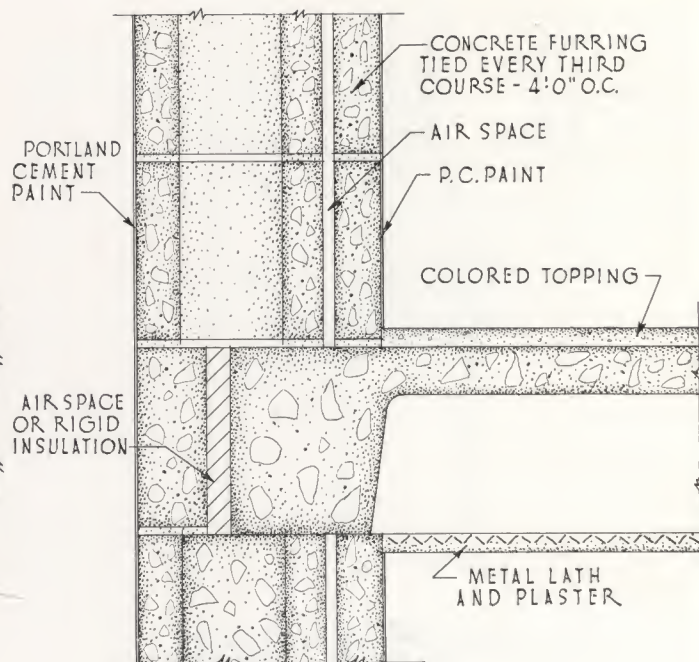 CONCRETE FURRING
TIED EVERY THIRD
COURSE - 4'0" O.C.
AIR SPACE
P.C. PAINT
PORTLAND
CEMENT
PAINT
COLORED TOPPING
AIR SPACE
OR RIGID
INSULATION
METAL LATH
AND PLASTER